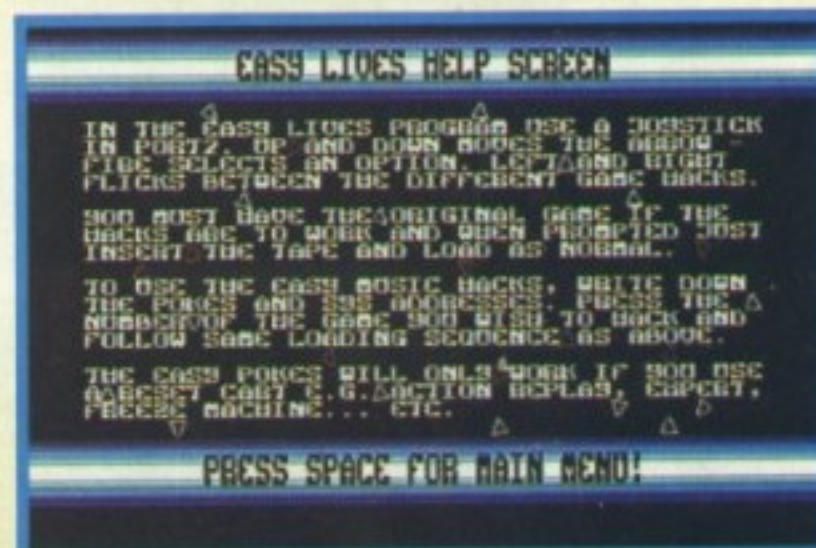 EASY LIVES HELP SCREEN
IN THE EASY LIVES PROGRAM USE A JOYSTICK
IN PORT2. UP AND DOWN MOVES THE ARROW -
FIRE SELECTS AN OPTION. LEFT AND RIGHT
FLICKS BETWEEN THE DIFFERENT GAME HACKS.
YOU MUST HAVE THE ORIGINAL GAME IF THE
HACKS ARE TO WORK AND WHEN PROMPTED JUST
INSERT THE TAPE AND LOAD AS NORMAL.
TO USE THE EASY MUSIC HACKS, WRITE DOWN
THE POKES AND SYS ADDRESSES. PRESS THE
NUMBER OF THE GAME YOU WISH TO HACK AND
FOLLOW SAME LOADING SEQUENCE AS ABOVE.
THE EASY POKES WILL ONLY WORK IF YOU USE
A RESET CART E.G. ACTION REPLAY, EXPERT,
FREEZE MACHINE... ETC.
PRESS SPACE FOR MAIN MENU!